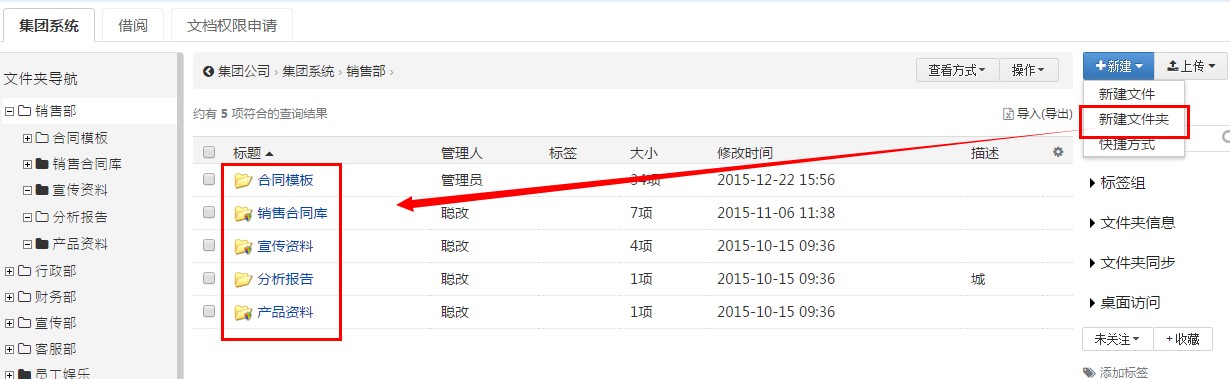 集团系统 借阅 文档权限申请
文件夹导航
销售部
合同模板
销售合同库
宣传资料
分析报告
产品资料
行政部
财务部
宣传部
客服部
员工娱乐
集团公司 › 集团系统 › 销售部 ›
查看方式 操作
约有 5 项符合的查询结果
导入(导出)
标题 管理人 标签 大小 修改时间 描述
合同模板 管理员 34项 2015-12-22 15:56
销售合同库 聪改 7项 2015-11-06 11:38
宣传资料 聪改 4项 2015-10-15 09:36
分析报告 聪改 1项 2015-10-15 09:36 城
产品资料 聪改 1项 2015-10-15 09:36
+新建 上传
新建文件
新建文件夹
快捷方式
标签组
文件夹信息
文件夹同步
桌面访问
未关注 +收藏
添加标签